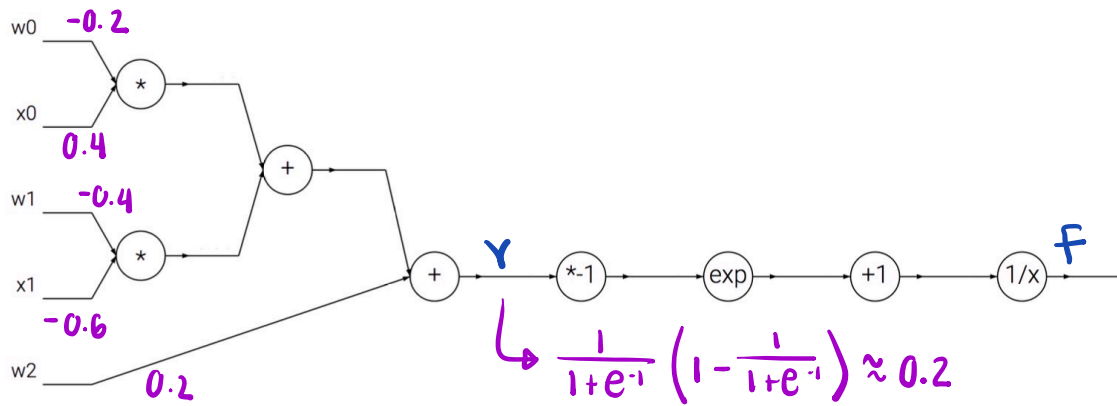 w0 -0.2
*
x0 0.4
+
w1 -0.4
*
x1 -0.6
w2 0.2
+ Y *-1 exp +1 1/x F
1/(1+e^-1) (1 - 1/(1+e^-1)) ≈ 0.2